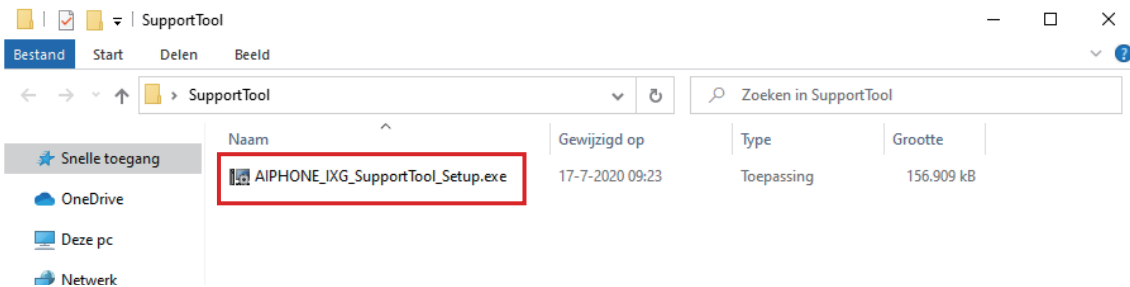 SupportTool
Bestand Start Delen Beeld
SupportTool Zoeken in SupportTool
Naam Gewijzigd op Type Grootte
Snelle toegang
AIPHONE_IXG_SupportTool_Setup.exe 17-7-2020 09:23 Toepassing 156.909 kB
OneDrive
Deze pc
Netwerk